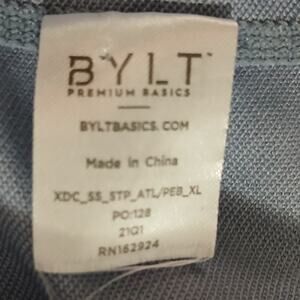 BYLT
PREMIUM BASICS
BYLTBASICS.COM
Made in China
XDC_SS_STP_ATL/PEB_XL
PO:128
21Q1
RN162924